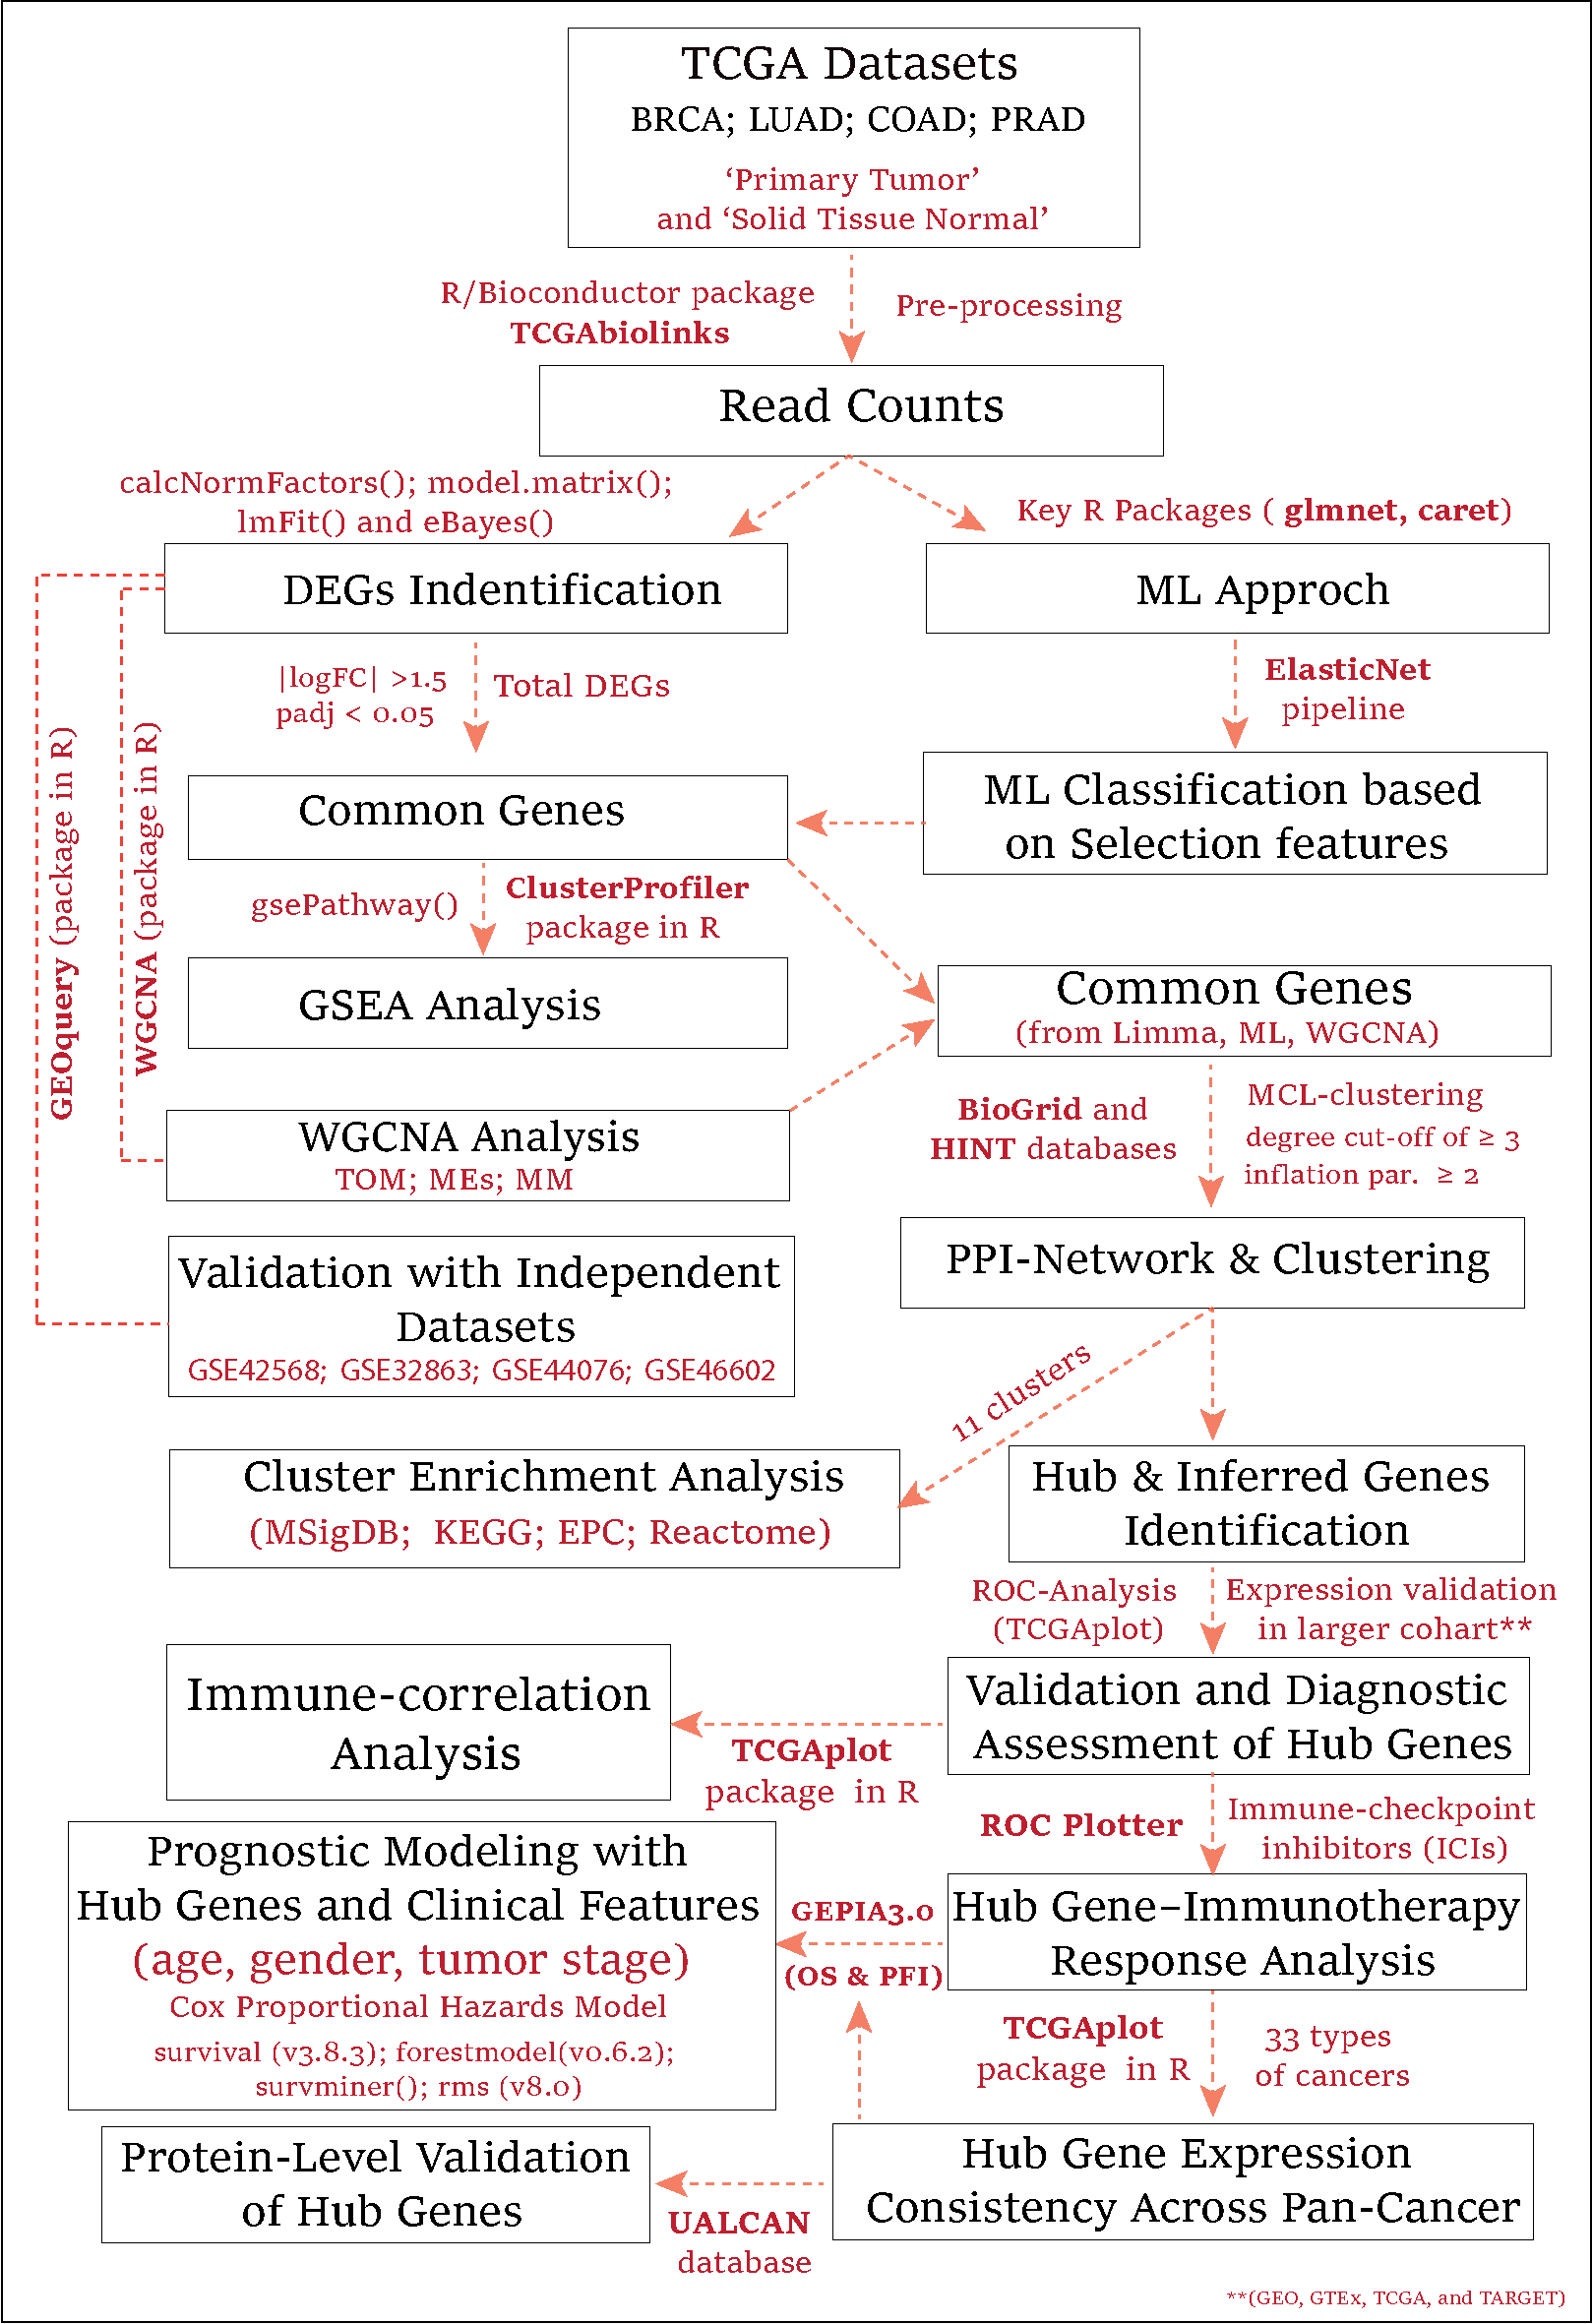 TCGA Datasets
BRCA; LUAD; COAD; PRAD
‘Primary Tumor’
and ‘Solid Tissue Normal’
R/Bioconductor package
TCGAbiolinks
Pre-processing
Read Counts
calcNormFactors(); model.matrix();
lmFit() and eBayes()
Key R Packages ( glmnet, caret)
DEGs Indentification
ML Approch
|logFC| >1.5
padj < 0.05
Total DEGs
ElasticNet
pipeline
GEOquery (package in R)
WGCNA (package in R)
Common Genes
ML Classification based
on Selection features
gsePathway()
ClusterProfiler
package in R
GSEA Analysis
Common Genes
(from Limma, ML, WGCNA)
WGCNA Analysis
TOM; MEs; MM
BioGrid and
HINT databases
MCL-clustering
degree cut-off of ≥ 3
inflation par. ≥ 2
PPI-Network & Clustering
Validation with Independent
Datasets
GSE42568; GSE32863; GSE44076; GSE46602
11 clusters
Cluster Enrichment Analysis
(MSigDB; KEGG; EPC; Reactome)
Hub & Inferred Genes
Identification
ROC-Analysis
(TCGAplot)
Expression validation
in larger cohart**
Immune-correlation
Analysis
TCGAplot
package in R
Validation and Diagnostic
Assessment of Hub Genes
ROC Plotter
Immune-checkpoint
inhibitors (ICIs)
Prognostic Modeling with
Hub Genes and Clinical Features
(age, gender, tumor stage)
Cox Proportional Hazards Model
survival (v3.8.3); forestmodel(v0.6.2);
survminer(); rms (v8.0)
GEPIA3.0
(OS & PFI)
Hub Gene–Immunotherapy
Response Analysis
TCGAplot
package in R
33 types
of cancers
Protein-Level Validation
of Hub Genes
UALCAN
database
Hub Gene Expression
Consistency Across Pan-Cancer
**(GEO, GTEx, TCGA, and TARGET)